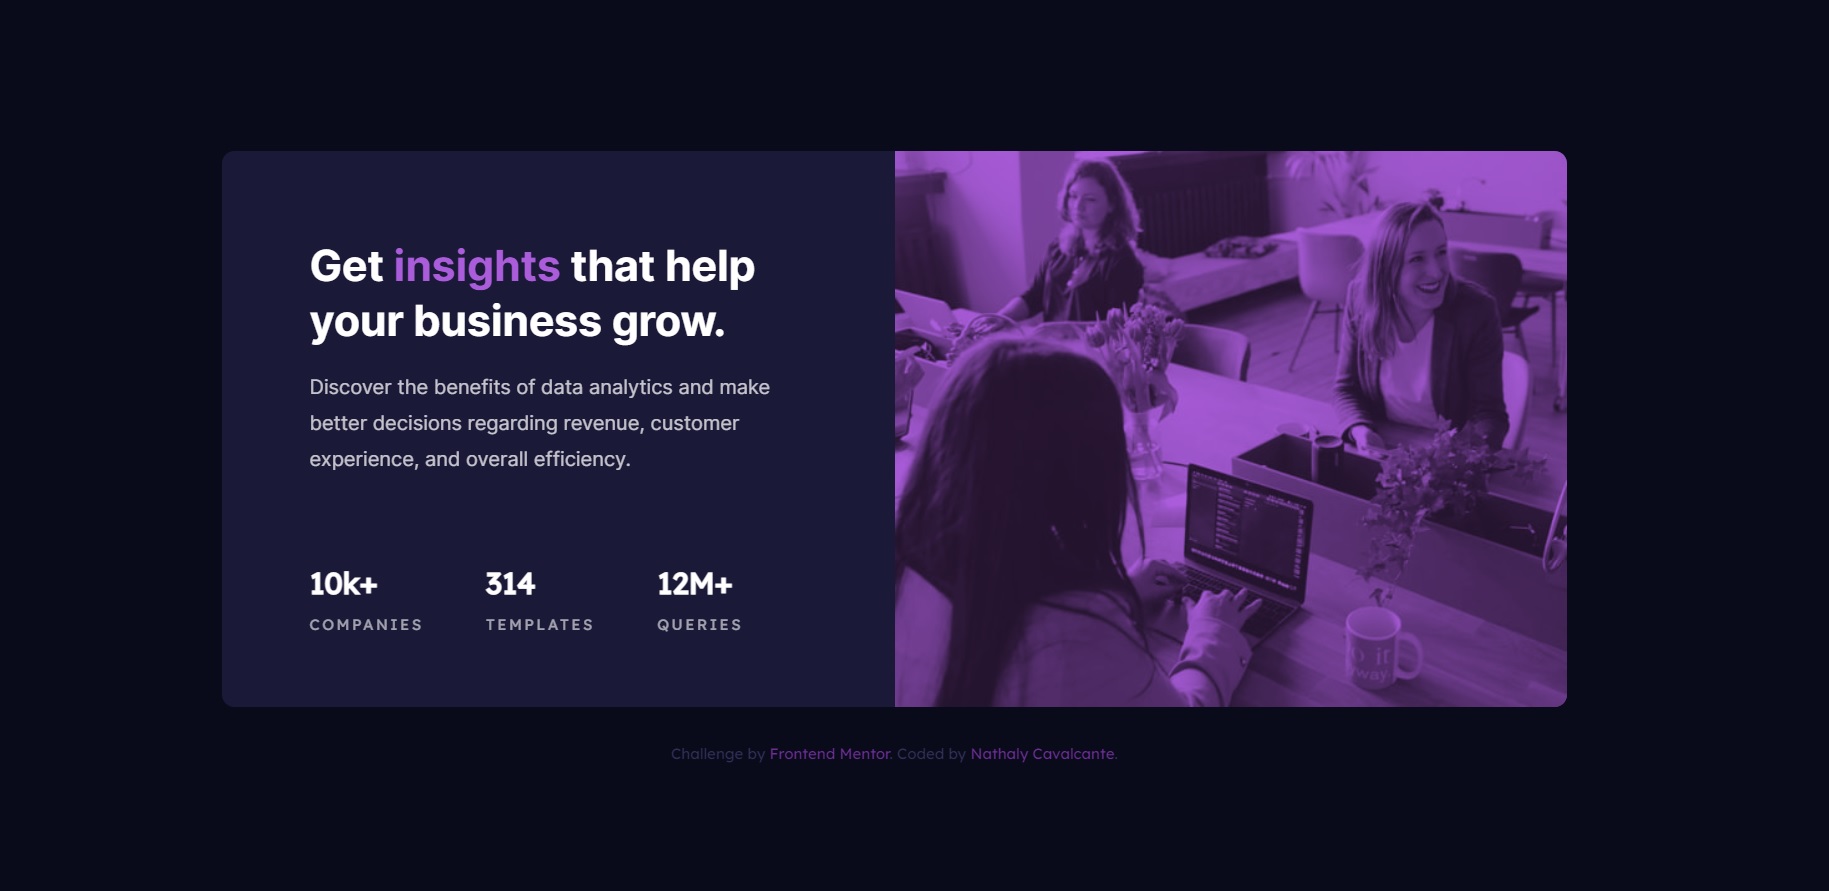 Get insights that help
your business grow.
Discover the benefits of data analytics and make
better decisions regarding revenue, customer
experience, and overall efficiency.
10k+ 314 12M+
COMPANIES TEMPLATES QUERIES
it
way
Challenge by Frontend Mentor. Coded by Nathaly Cavalcante.